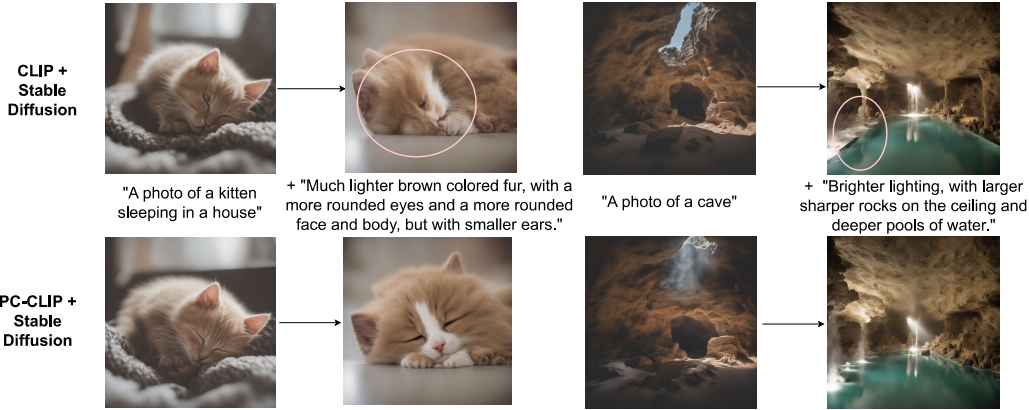 CLIP +
Stable
Diffusion
"A photo of a kitten
sleeping in a house"
+ "Much lighter brown colored fur, with a
more rounded eyes and a more rounded
face and body, but with smaller ears."
"A photo of a cave"
+ "Brighter lighting, with larger
sharper rocks on the ceiling and
deeper pools of water."
PC-CLIP +
Stable
Diffusion